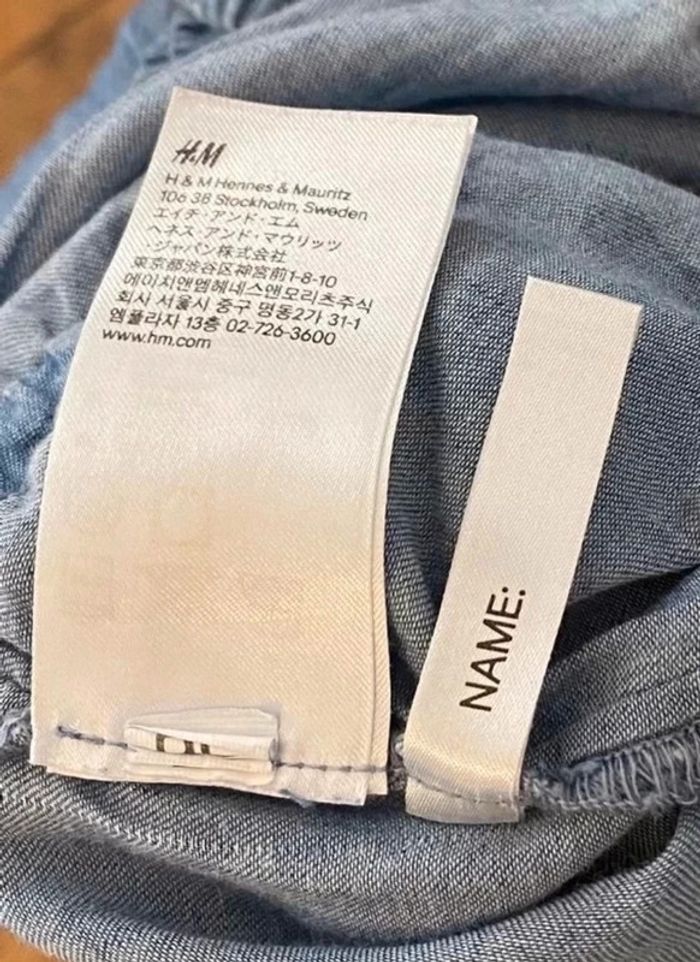 H&M
H & M Hennes & Mauritz
106 38 Stockholm, Sweden
エイチ・アンド・エム
ヘネス・アンド・マウリッツ
・ジャパン株式会社
東京都渋谷区神宮前1-8-10
에이치앤엠헤네스앤모리츠주식
회사 서울시 중구 명동2가 31-1
엠플라자 13층 02-726-3600
www.hm.com
NAME: